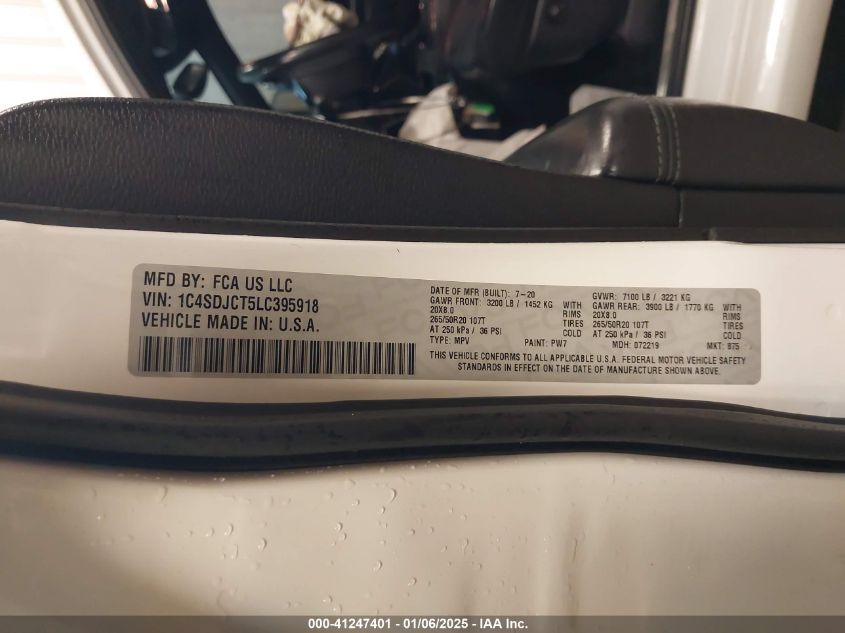 MFD BY: FCA US LLC
VIN: 1C4SDJCT5LC395918
VEHICLE MADE IN: U.S.A.
DATE OF MFR (BUILT): 7-20 GVWR: 7100 LB / 3221 KG
GAWR FRONT: 3200 LB / 1452 KG WITH GAWR REAR: 3900 LB / 1770 KG WITH
20X8.0 RIMS 20X8.0 RIMS
265/50R20 107T TIRES 265/50R20 107T TIRES
AT 250 kPa / 36 PSI COLD AT 250 kPa / 36 PSI COLD
TYPE: MPV PAINT: PW7 MDH: 072219 MKT: 875
THIS VEHICLE CONFORMS TO ALL APPLICABLE U.S.A. FEDERAL MOTOR VEHICLE SAFETY
STANDARDS IN EFFECT ON THE DATE OF MANUFACTURE SHOWN ABOVE.
000-41247401 - 01/06/2025 - IAA Inc.